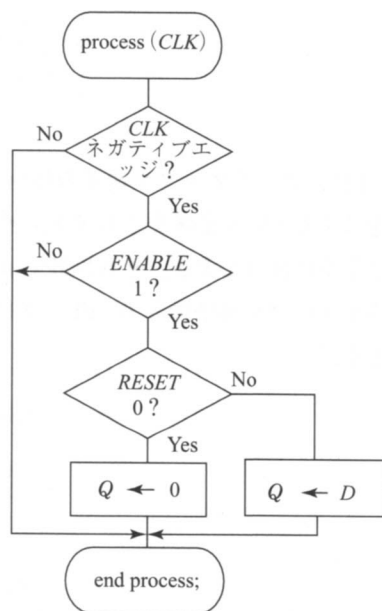 process (CLK)
CLK
ネガティブエ
ッジ?
No
Yes
ENABLE
1?
No
Yes
RESET
0?
No
Yes
Q ← 0
Q ← D
end process;